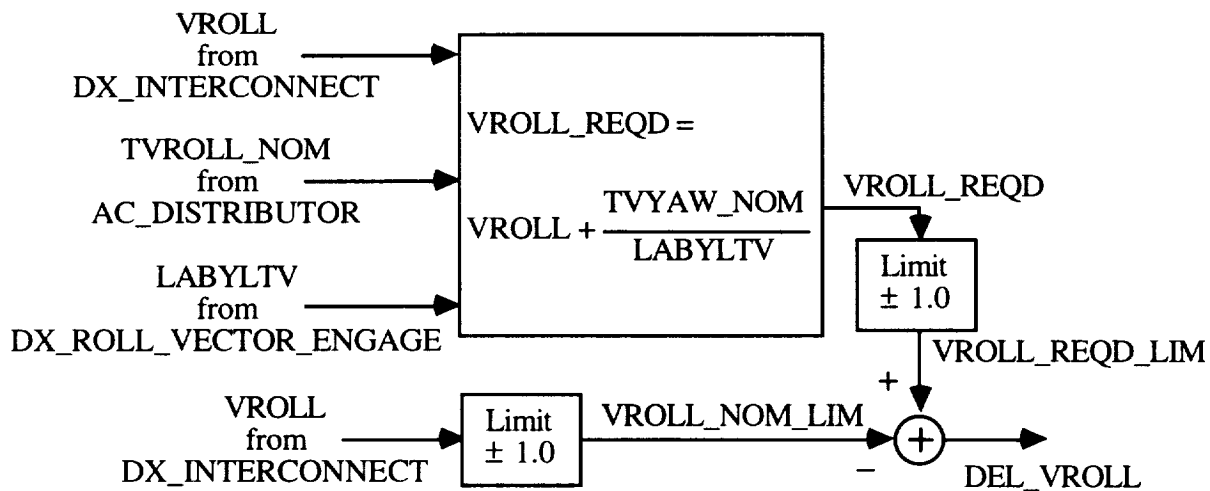 VROLL
from
DX_INTERCONNECT
TVROLL_NOM
from
AC_DISTRIBUTOR
LABYLTV
from
DX_ROLL_VECTOR_ENGAGE
VROLL_REQD =
VROLL + TVYAW_NOM
LABYLTV
VROLL_REQD
Limit
± 1.0
VROLL_REQD_LIM
+
VROLL
from
DX_INTERCONNECT
Limit
± 1.0
VROLL_NOM_LIM
−
+
DEL_VROLL